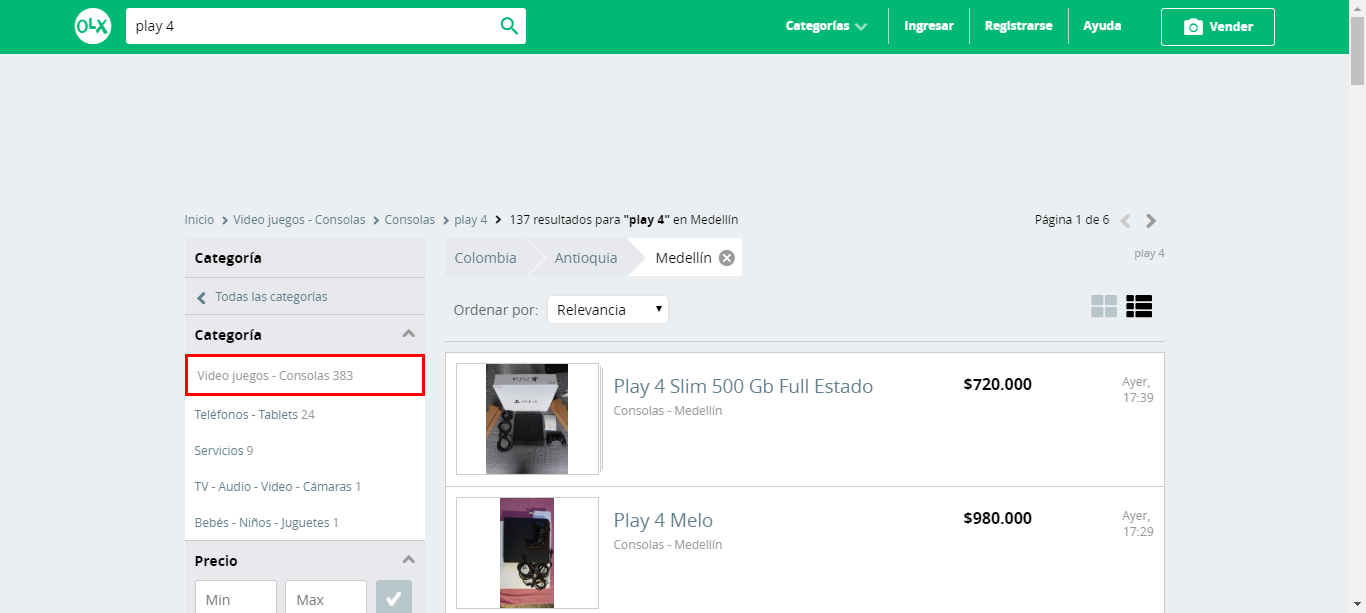 OLX play 4 Categorías Ingresar Registrarse Ayuda Vender
Inicio Video juegos - Consolas Consolas play 4 137 resultados para "play 4" en Medellín Página 1 de 6
Categoría
Todas las categorías
Categoría
Video juegos - Consolas 383
Teléfonos - Tablets 24
Servicios 9
TV - Audio - Video - Cámaras 1
Bebés - Niños - Juguetes 1
Precio
Min Max
Colombia Antioquia Medellín
play 4
Ordenar por: Relevancia
Play 4 Slim 500 Gb Full Estado $720.000 Ayer,
17:39
Consolas - Medellín
Play 4 Melo $980.000 Ayer,
17:29
Consolas - Medellín